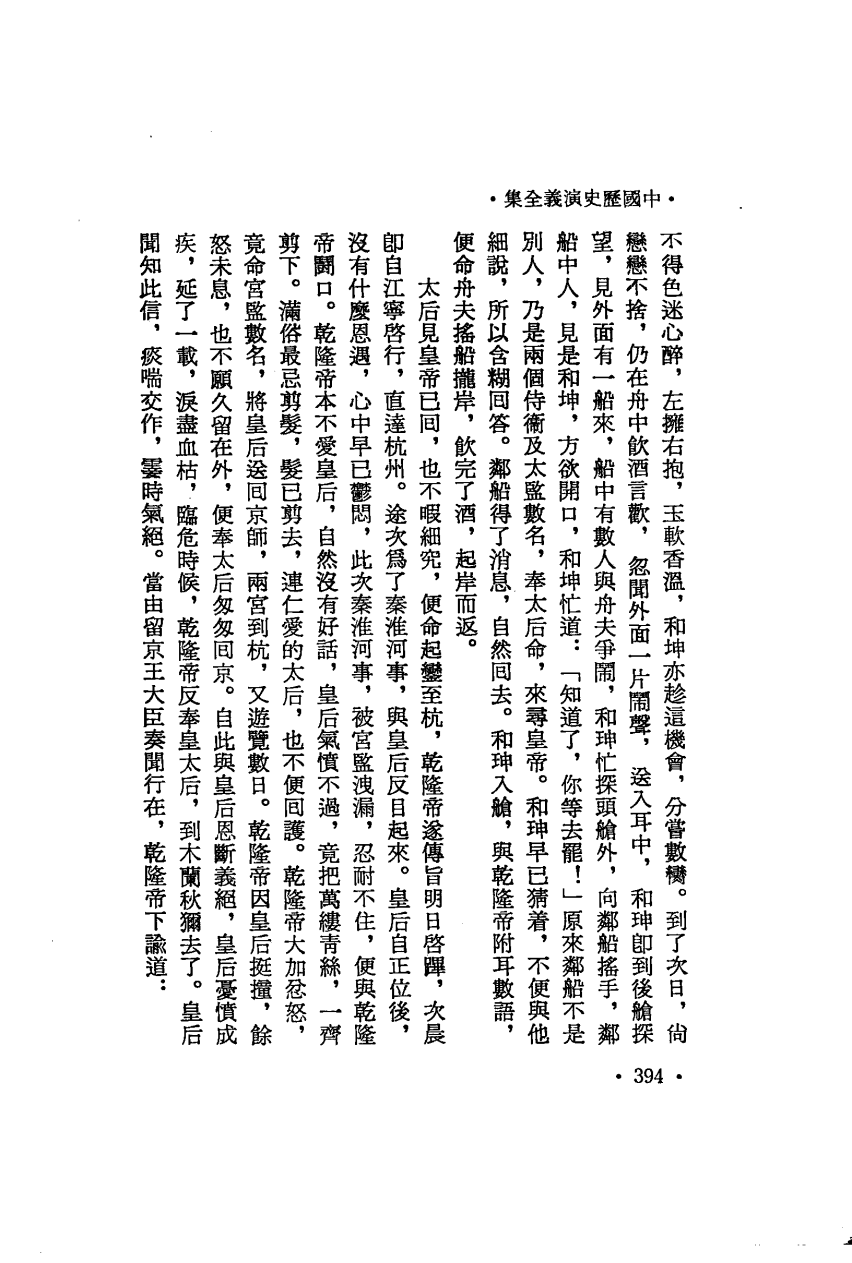 ·中國歷史演義全集·
不得色迷心醉，左擁右抱，玉軟香溫，和珅亦趁這機會，分嘗數臠。到了次日，尙
戀戀不捨，仍在舟中飮酒言歡，忽聞外面一片鬧聲，送入耳中，和珅卽到後艙探
望，見外面有一船來，船中有數人與舟夫爭鬧，和珅忙探頭艙外，向鄰船搖手，鄰
船中人，見是和珅，方欲開口，和珅忙道：「知道了，你等去罷！」原來鄰船不是
別人，乃是兩個侍衞及太監數名，奉太后命，來尋皇帝。和珅早已猜着，不便與他
細說，所以含糊回答。鄰船得了消息，自然回去。和珅入艙，與乾隆帝附耳數語，
便命舟夫搖船攏岸，飮完了酒，起岸而返。
太后見皇帝已回，也不暇細究，便命起鑾至杭，乾隆帝遂傳旨明日啓蹕，次晨
卽自江寧啓行，直達杭州。途次爲了秦淮河事，與皇后反目起來。皇后自正位後，
沒有什麼恩遇，心中早已鬱悶，此次秦淮河事，被宮監洩漏，忍耐不住，便與乾隆
帝鬭口。乾隆帝本不愛皇后，自然沒有好話，皇后氣憤不過，竟把萬縷靑絲，一齊
剪下。滿俗最忌剪髮，髮已剪去，連仁愛的太后，也不便回護。乾隆帝大加忿怒，
竟命宮監數名，將皇后送回京師，兩宮到杭，又遊覽數日。乾隆帝因皇后挺撞，餘
怒未息，也不願久留在外，便奉太后匆匆回京。自此與皇后恩斷義絕，皇后憂憤成
疾，延了一載，淚盡血枯，臨危時候，乾隆帝反奉皇太后，到木蘭秋獮去了。皇后
聞知此信，痰喘交作，霎時氣絕。當由留京王大臣奏聞行在，乾隆帝下諭道：
·394·